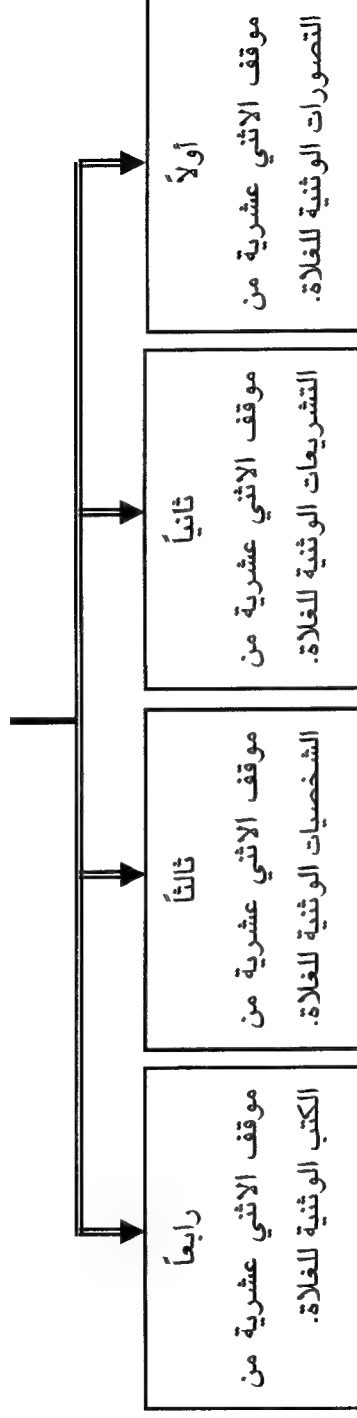 أولاً
موقف الاثني عشرية من
التصورات الوثنية للغلاة.
ثانياً
موقف الاثني عشرية من
التشريعات الوثنية للغلاة.
ثالثاً
موقف الاثني عشرية من
الشخصيات الوثنية للغلاة.
رابعاً
موقف الاثني عشرية من
الكتب الوثنية للغلاة.